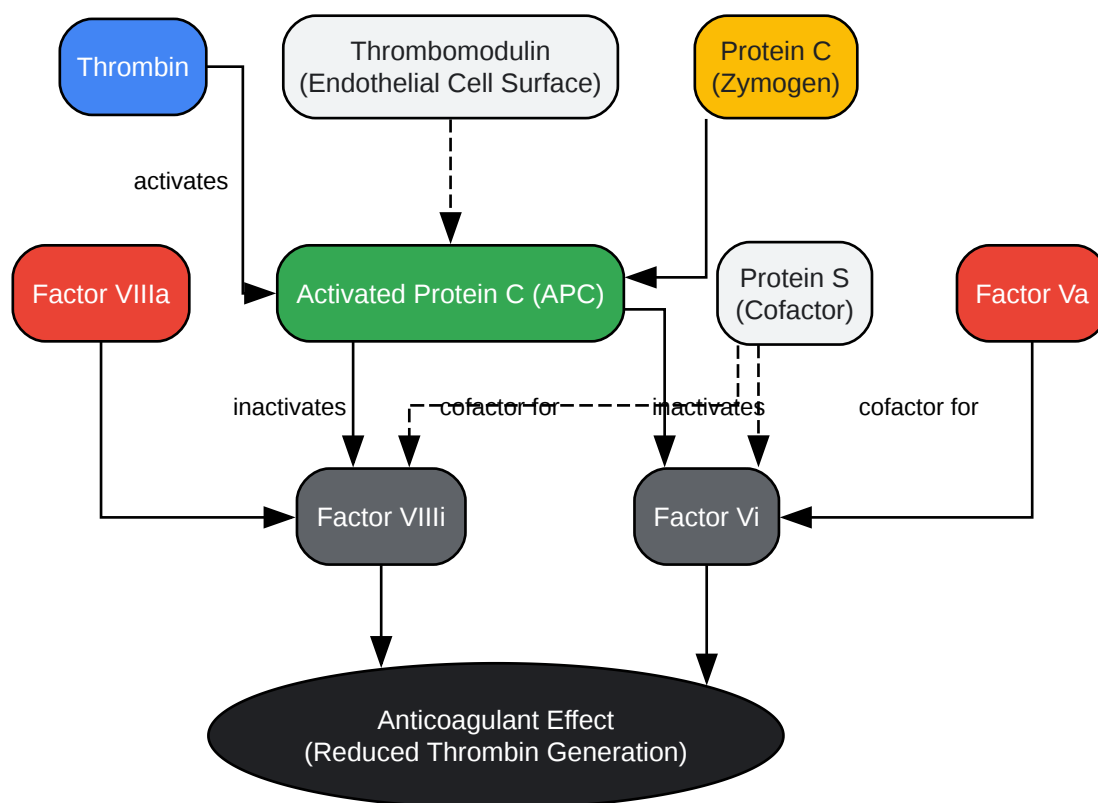 Thrombin
Thrombomodulin
(Endothelial Cell Surface)
Protein C
(Zymogen)
activates
Factor VIIIa
Activated Protein C (APC)
Protein S
(Cofactor)
Factor Va
inactivates
cofactor for
inactivates
cofactor for
Factor VIIIi
Factor Vi
Anticoagulant Effect
(Reduced Thrombin Generation)